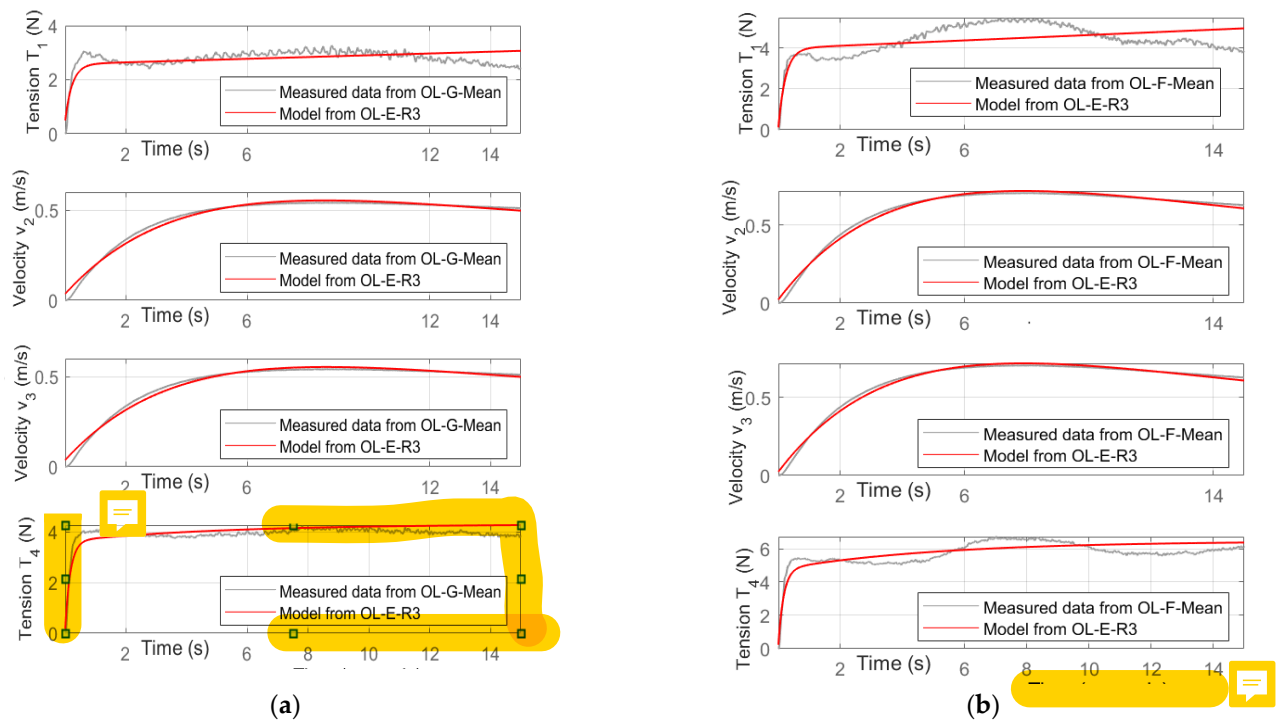 Tension T1 (N)
4
2
0
2
6
12
14
Time (s)
Measured data from OL-G-Mean
Model from OL-E-R3
Velocity v2 (m/s)
0.5
0
2
6
12
14
Time (s)
Measured data from OL-G-Mean
Model from OL-E-R3
Velocity v3 (m/s)
0.5
0
2
6
12
14
Time (s)
Measured data from OL-G-Mean
Model from OL-E-R3
Tension T4 (N)
4
2
0
2
6
8
10
12
14
Time (s)
Measured data from OL-G-Mean
Model from OL-E-R3
(a)
Tension T1 (N)
4
2
0
2
6
14
Time (s)
Measured data from OL-F-Mean
Model from OL-E-R3
Velocity v2 (m/s)
0.5
0
2
6
14
Time (s)
Measured data from OL-F-Mean
Model from OL-E-R3
Velocity v3 (m/s)
0.5
0
2
6
14
Time (s)
Measured data from OL-F-Mean
Model from OL-E-R3
Tension T4 (N)
6
4
2
0
2
6
8
10
12
14
Time (s)
Measured data from OL-F-Mean
Model from OL-E-R3
(b)